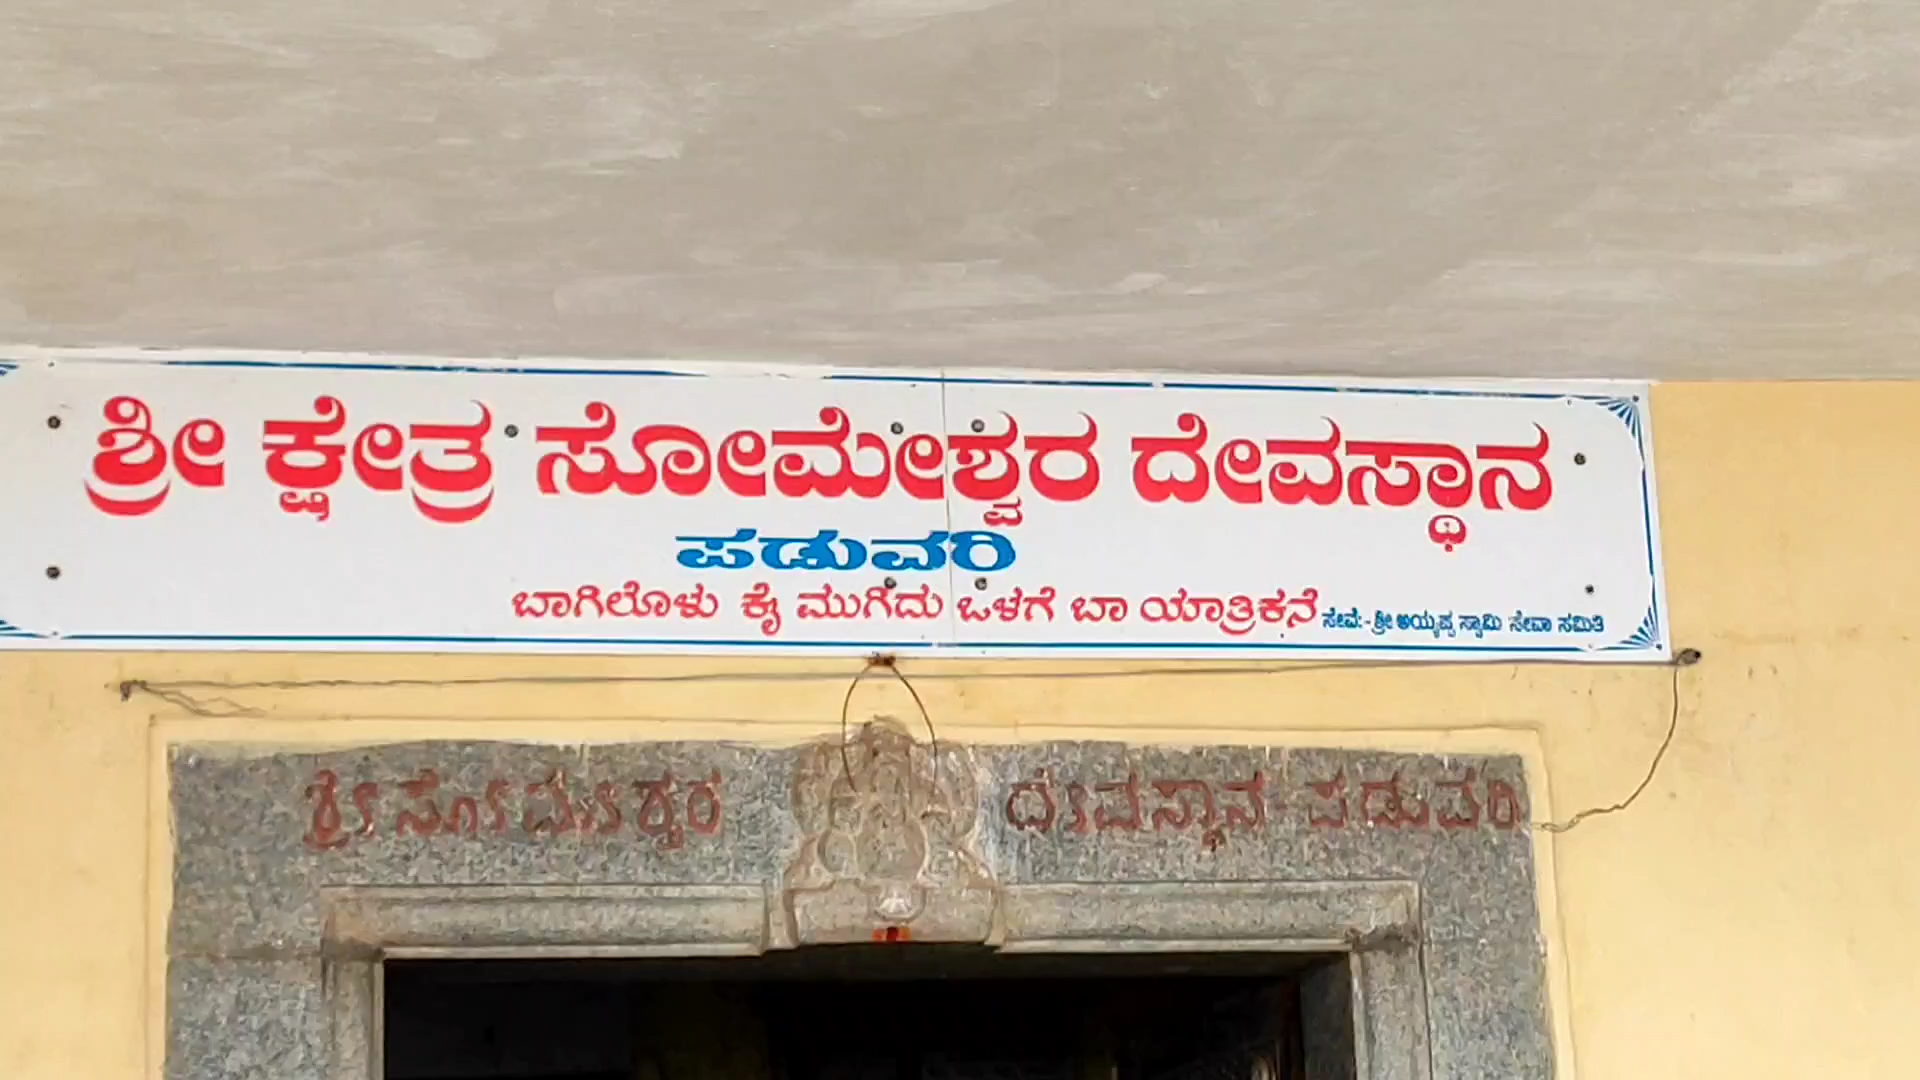 ಶ್ರೀ ಕ್ಷೇತ್ರ ಸೋಮೇಶ್ವರ ದೇವಸ್ಥಾನ
ಪಡುವರಿ
ಬಾಗಿಲೊಳು ಕೈ ಮುಗಿದು ಒಳಗೆ ಬಾ ಯಾತ್ರಿಕನೆ ಸೇವೆ:- ಶ್ರೀ ಅಯ್ಯಪ್ಪ ಸ್ವಾಮಿ ಸೇವಾ ಸಮಿತಿ
ಶ್ರೀ ಸೋಮೇಶ್ವರ ದೇವಸ್ಥಾನ ಪಡುವರಿ